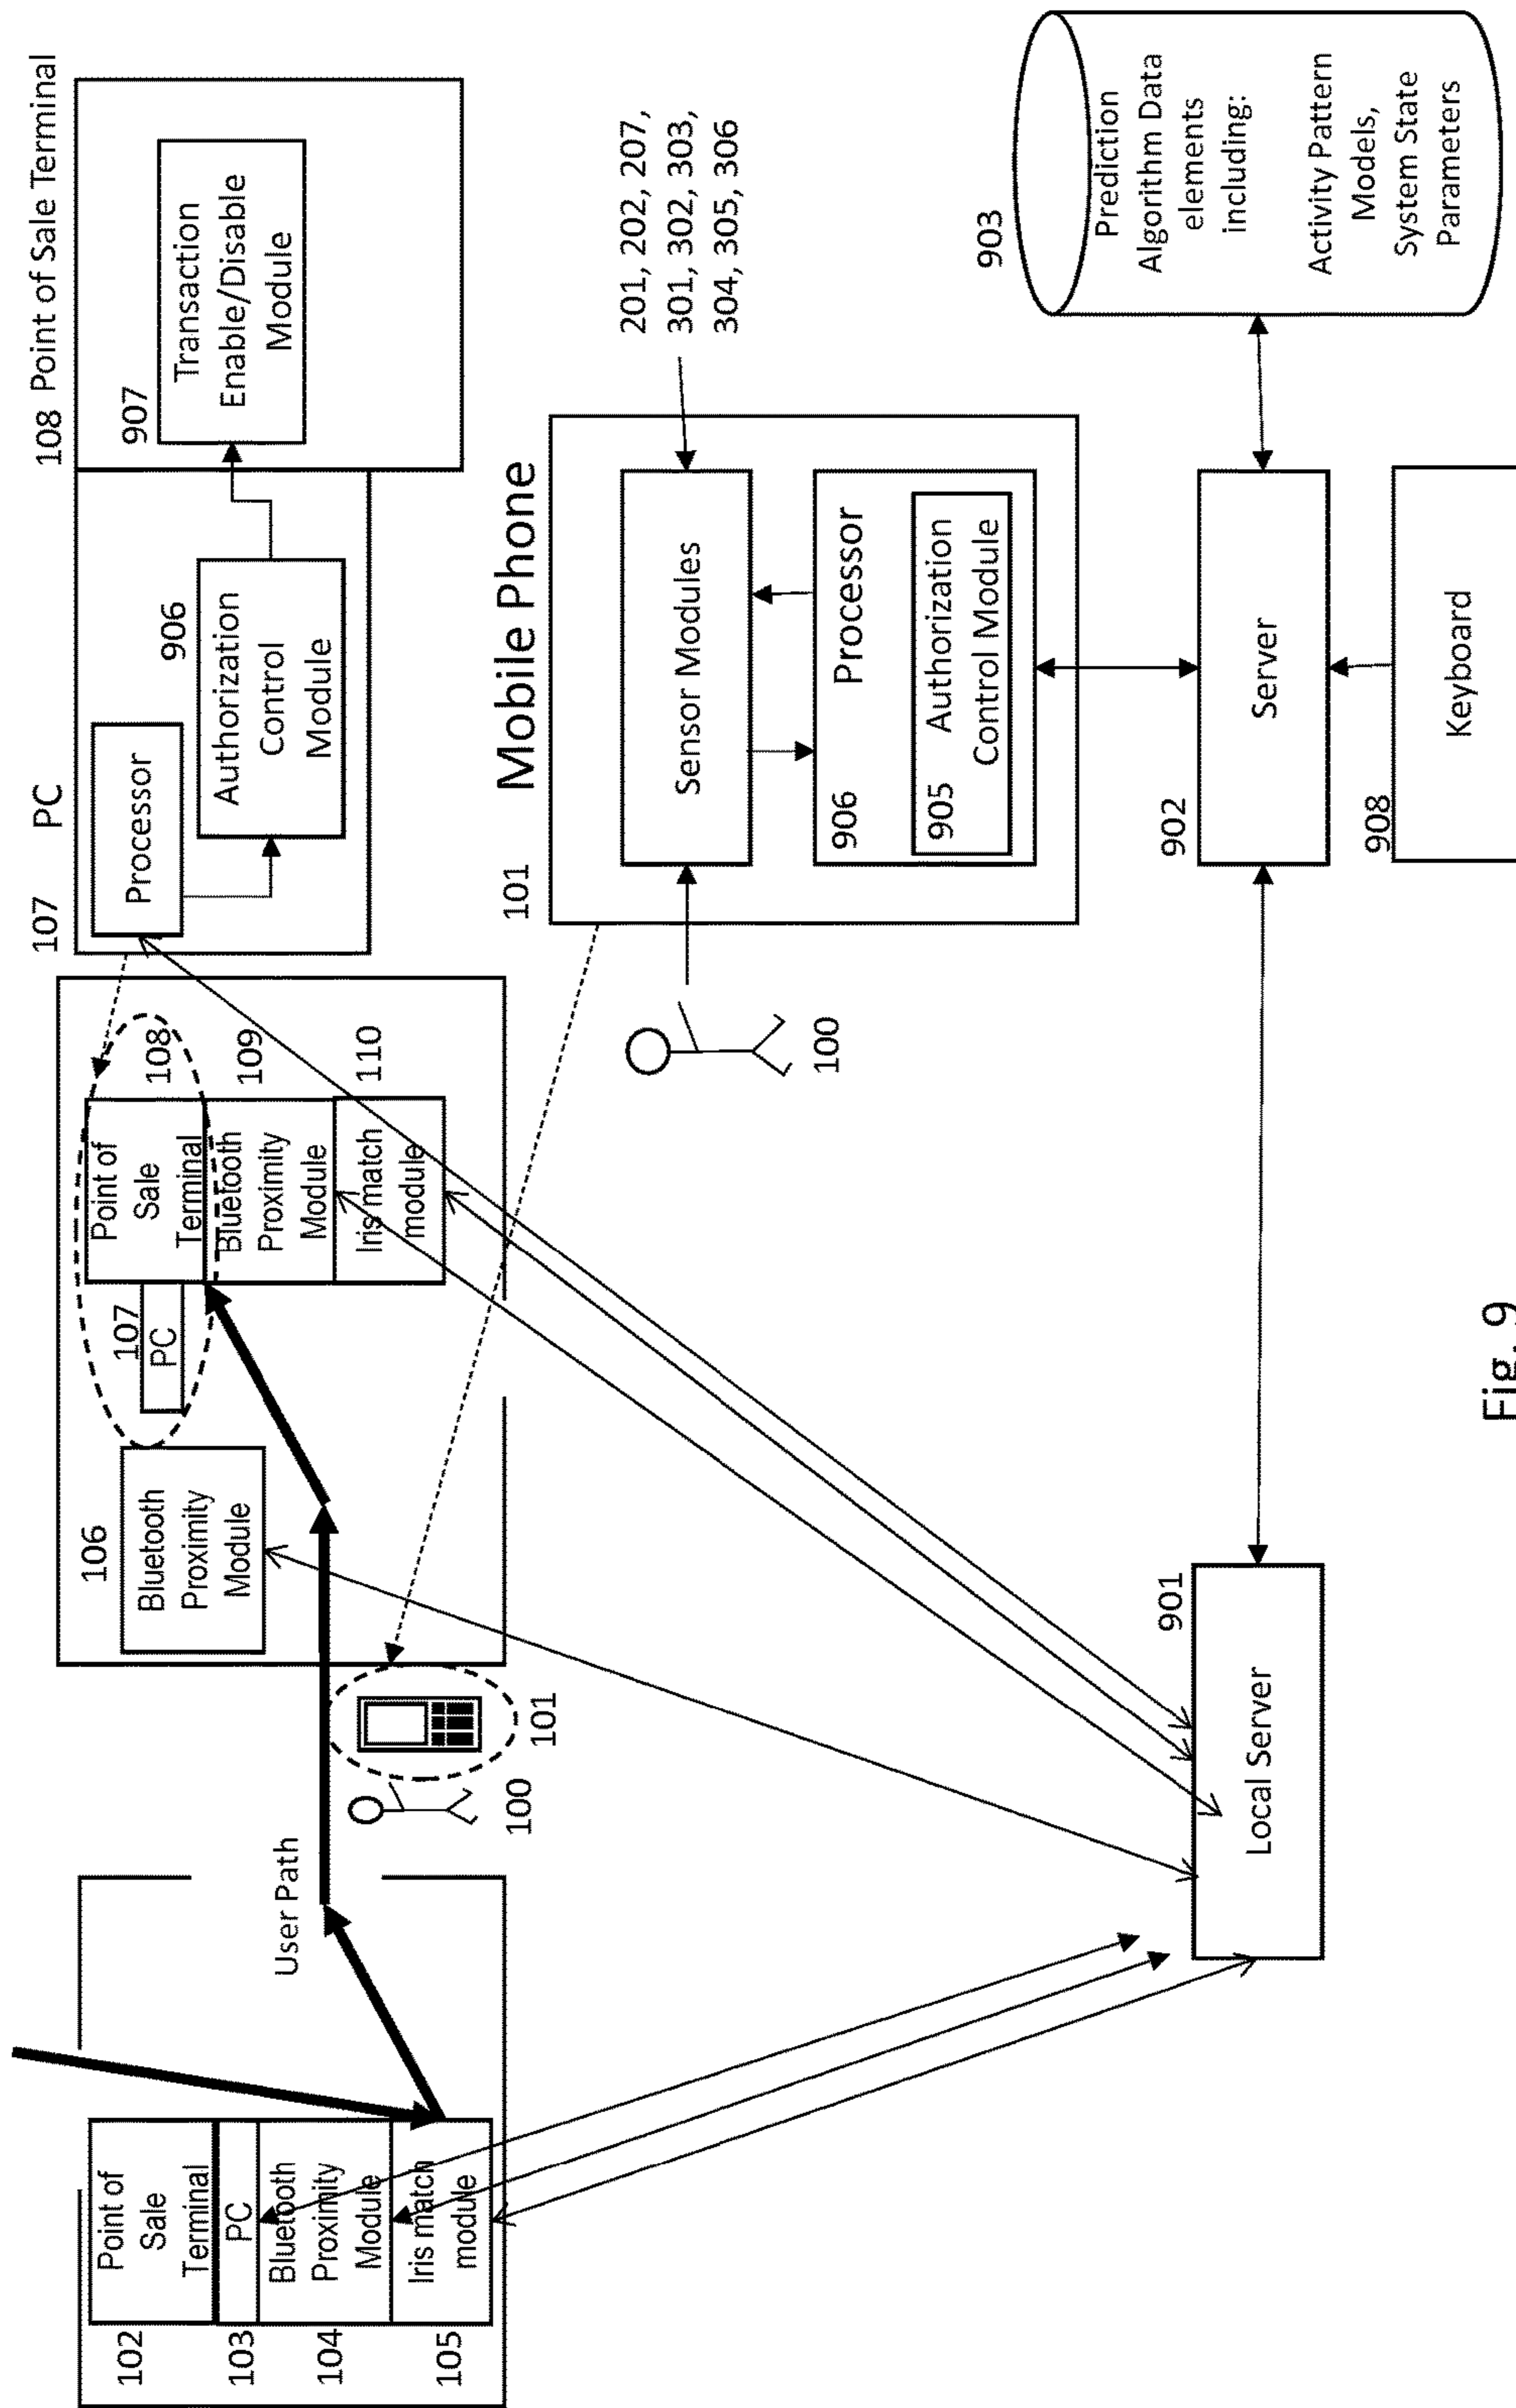 102
Point of
Sale
Terminal
103
PC
104
Bluetooth
Proximity
Module
105
Iris match
module
User Path
100
101
106
Bluetooth
Proximity
Module
107
PC
Point of
Sale
Terminal
108
Bluetooth
Proximity
Module
109
Iris match
module
110
107 PC
Processor
906
Authorization
Control
Module
108 Point of Sale Terminal
907
Transaction
Enable/Disable
Module
101 Mobile Phone
100
Sensor Modules
201, 202, 207,
301, 302, 303,
304, 305, 306
906
Processor
905
Authorization
Control Module
901
Local Server
902
Server
903
Prediction
Algorithm Data
elements
including:
Activity Pattern
Models,
System State
Parameters
908
Keyboard
Fig. 9